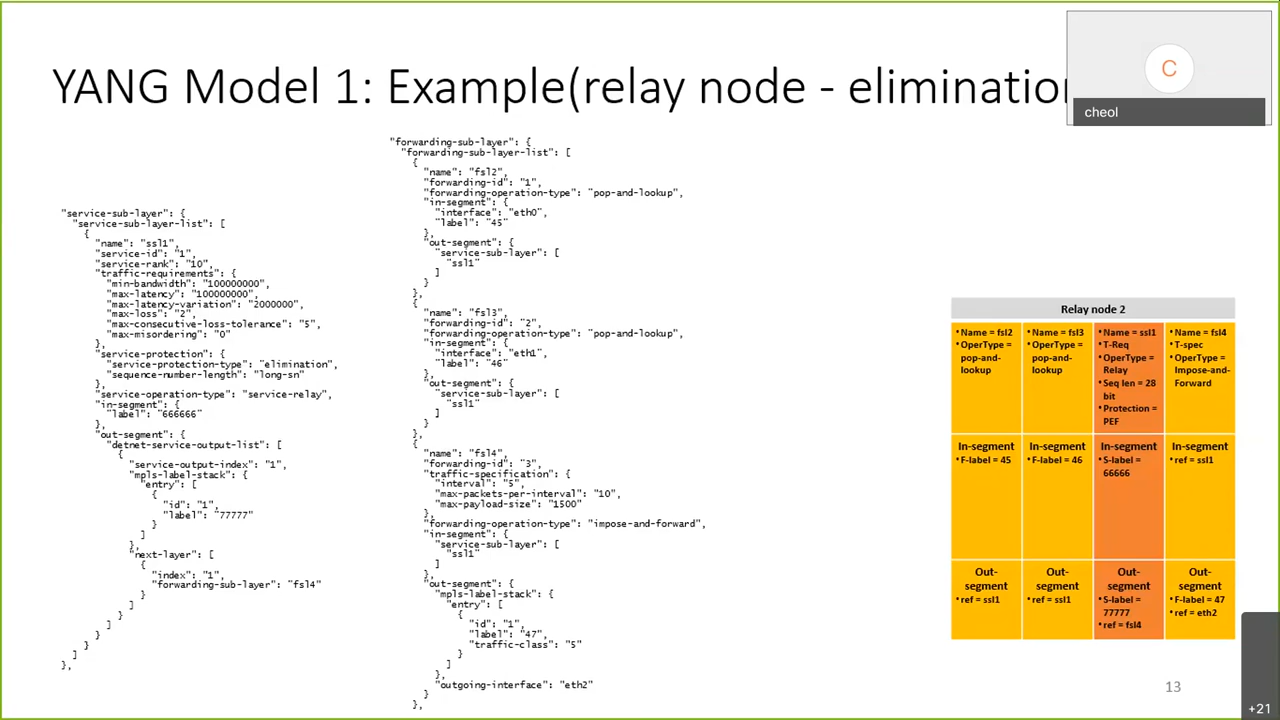 YANG Model 1: Example(relay node - elimination
C
cheol
"service-sub-layer": {
"service-sub-layer-list": [
{
"name": "ssl1",
"service-id": "1",
"service-rank": "10",
"traffic-requirements": {
"min-bandwidth": "100000000",
"max-latency": "100000000",
"max-latency-variation": "2000000",
"max-loss": "2",
"max-consecutive-loss-tolerance": "5",
"max-misordering": "0"
},
"service-protection": {
"service-protection-type": "elimination",
"sequence-number-length": "long-sn"
},
"service-operation-type": "service-relay",
"in-segment": {
"label": "666666"
},
"out-segment": {
"detnet-service-output-list": [
{
"service-output-index": "1",
"mpls-label-stack": {
"entry": [
{
"id": "1",
"label": "77777"
}
]
},
"next-layer": [
{
"index": "1",
"forwarding-sub-layer": "fsl4"
}
]
}
]
}
}
]
},
"forwarding-sub-layer": {
"forwarding-sub-layer-list": [
{
"name": "fsl2",
"forwarding-id": "1",
"forwarding-operation-type": "pop-and-lookup",
"in-segment": {
"interface": "eth0",
"label": "45"
},
"out-segment": {
"service-sub-layer": [
"ssl1"
]
}
},
{
"name": "fsl3",
"forwarding-id": "2",
"forwarding-operation-type": "pop-and-lookup",
"in-segment": {
"interface": "eth1",
"label": "46"
},
"out-segment": {
"service-sub-layer": [
"ssl1"
]
}
},
{
"name": "fsl4",
"forwarding-id": "3",
"traffic-specification": {
"interval": "5",
"max-packets-per-interval": "10",
"max-payload-size": "1500"
},
"forwarding-operation-type": "impose-and-forward",
"in-segment": {
"service-sub-layer": [
"ssl1"
]
},
"out-segment": {
"mpls-label-stack": {
"entry": [
{
"id": "1",
"label": "47",
"traffic-class": "5"
}
]
},
"outgoing-interface": "eth2"
}
},
Relay node 2
•Name = fsl2
•OperType =
pop-and-
lookup
•Name = fsl3
•OperType =
pop-and-
lookup
•Name = ssl1
•T-Req
•OperType =
Relay
•Seq len = 28
bit
•Protection =
PEF
•Name = fsl4
•T-spec
•OperType =
Impose-and-
Forward
In-segment
•F-label = 45
In-segment
•F-label = 46
In-segment
•S-label =
66666
In-segment
•ref = ssl1
Out-
segment
•ref = ssl1
Out-
segment
•ref = ssl1
Out-
segment
•S-label =
77777
•ref = fsl4
Out-
segment
•F-label = 47
•ref = eth2
13
+21